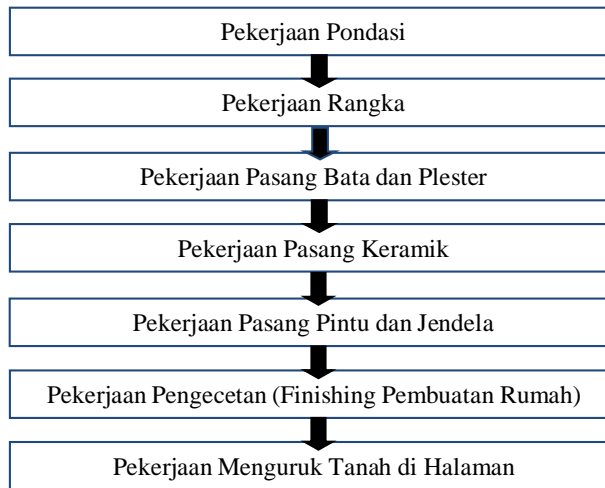 Pekerjaan Pondasi
Pekerjaan Rangka
Pekerjaan Pasang Bata dan Plester
Pekerjaan Pasang Keramik
Pekerjaan Pasang Pintu dan Jendela
Pekerjaan Pengecetan (Finishing Pembuatan Rumah)
Pekerjaan Menguruk Tanah di Halaman